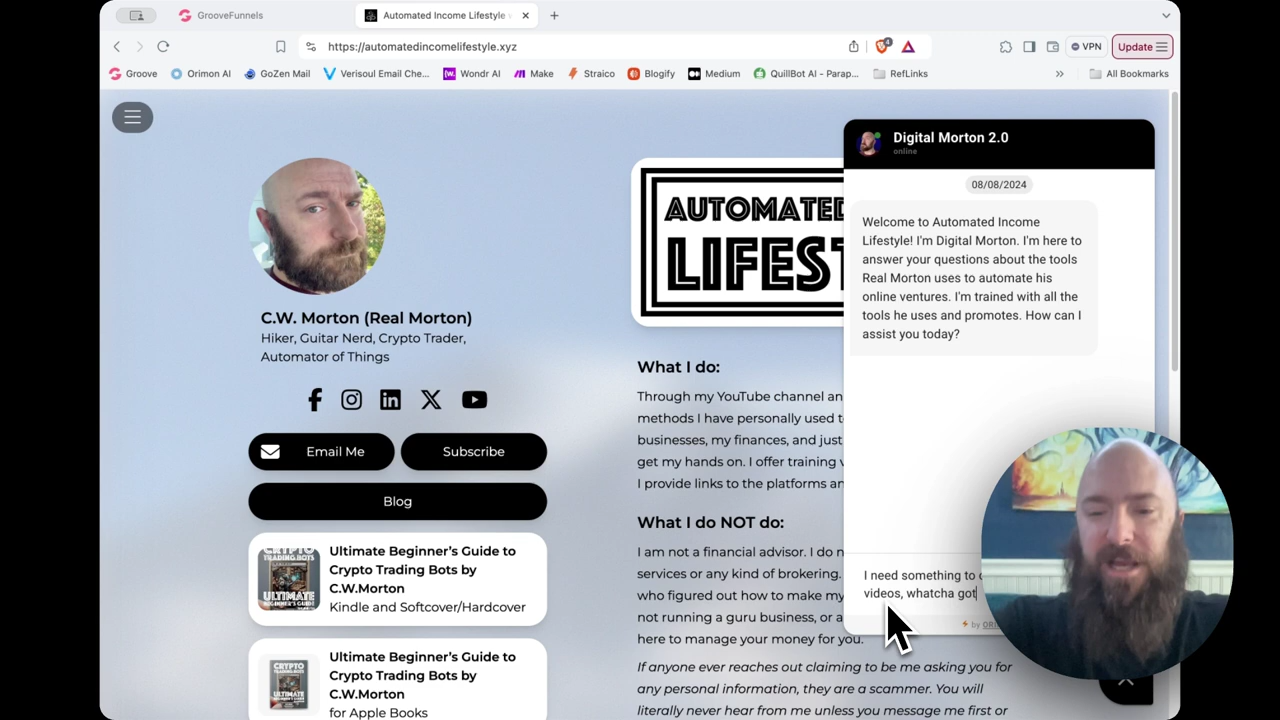 GrooveFunnels
Automated Income Lifestyle
https://automatedincomelifestyle.xyz
4
VPN
Update
Groove
Orimon AI
GoZen Mail
Verisoul Email Che...
Wondr AI
Make
Straico
Blogify
Medium
QuillBot AI - Parap...
RefLinks
All Bookmarks
C.W. Morton (Real Morton)
Hiker, Guitar Nerd, Crypto Trader,
Automator of Things
Email Me
Subscribe
Blog
CRYPTO
TRADING BOTS
ULTIMATE
Ultimate Beginner’s Guide to
Crypto Trading Bots by
C.W.Morton
Kindle and Softcover/Hardcover
Ultimate Beginner’s Guide to
Crypto Trading Bots by
C.W.Morton
for Apple Books
AUTOMATED
LIFEST
What I do:
Through my YouTube channel an
methods I have personally used
businesses, my finances, and just
get my hands on. I offer training
I provide links to the platforms an
What I do NOT do:
I am not a financial advisor. I do n
services or any kind of brokering.
who figured out how to make my
not running a guru business, or a
here to manage your money for you.
If anyone ever reaches out claiming to be me asking you for
any personal information, they are a scammer. You will
literally never hear from me unless you message me first or
Digital Morton 2.0
online
08/08/2024
Welcome to Automated Income
Lifestyle! I'm Digital Morton. I'm here to
answer your questions about the tools
Real Morton uses to automate his
online ventures. I'm trained with all the
tools he uses and promotes. How can I
assist you today?
I need something to
videos, whatcha got
by